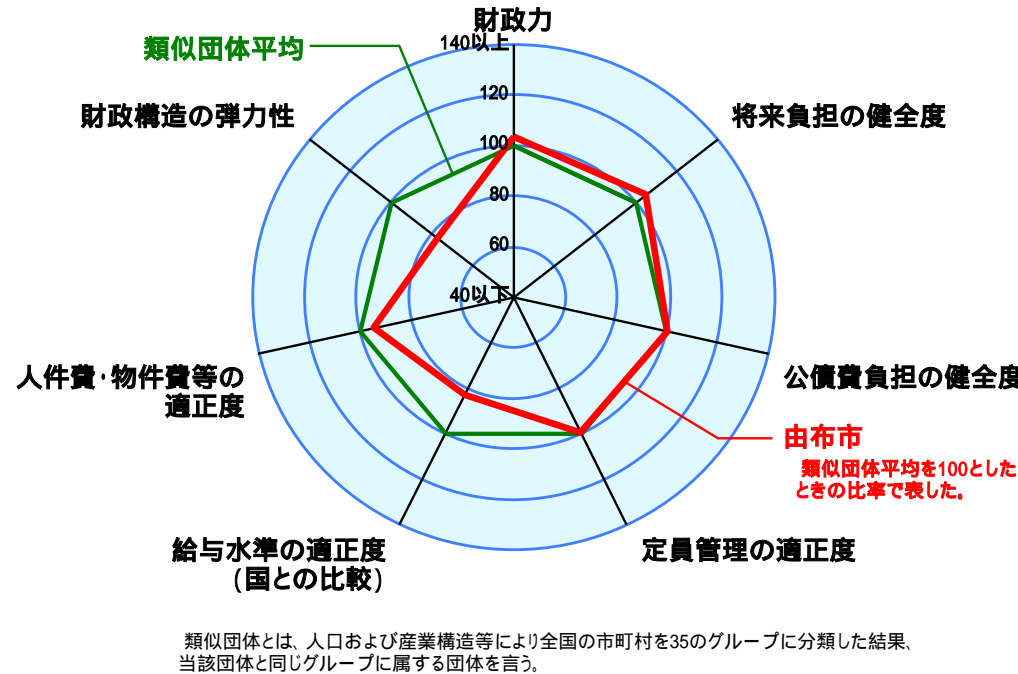 財政力
140以上
類似団体平均
120
財政構造の弾力性
将来負担の健全度
100
80
60
40以下
人件費・物件費等の
適正度
公債費負担の健全度
由布市
類似団体平均を100とした
ときの比率で表した。
給与水準の適正度
(国との比較)
定員管理の適正度
類似団体とは、人口および産業構造等により全国の市町村を35のグループに分類した結果、
当該団体と同じグループに属する団体を言う。